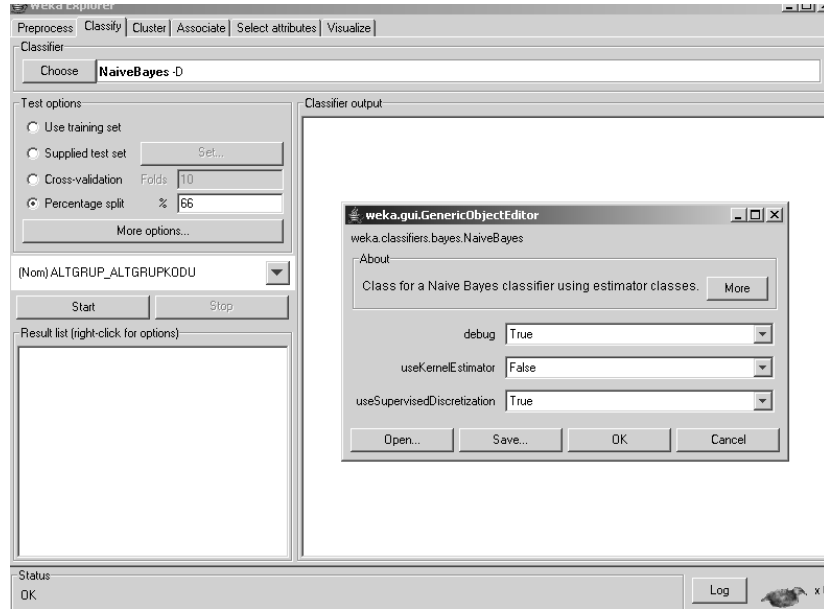 Weka Explorer
Preprocess Classify Cluster Associate Select attributes Visualize
Classifier
Choose NaiveBayes -D
Test options
Use training set
Supplied test set Set...
Cross-validation Folds 10
Percentage split % 66
More options...
(Nom) ALTGRUP_ALTGRUPKODU
Start Stop
Result list (right-click for options)
Classifier output
weka.gui.GenericObjectEditor
weka.classifiers.bayes.NaiveBayes
About
Class for a Naive Bayes classifier using estimator classes. More
debug True
useKernelEstimator False
useSupervisedDiscretization True
Open... Save... OK Cancel
Status
OK
Log
x